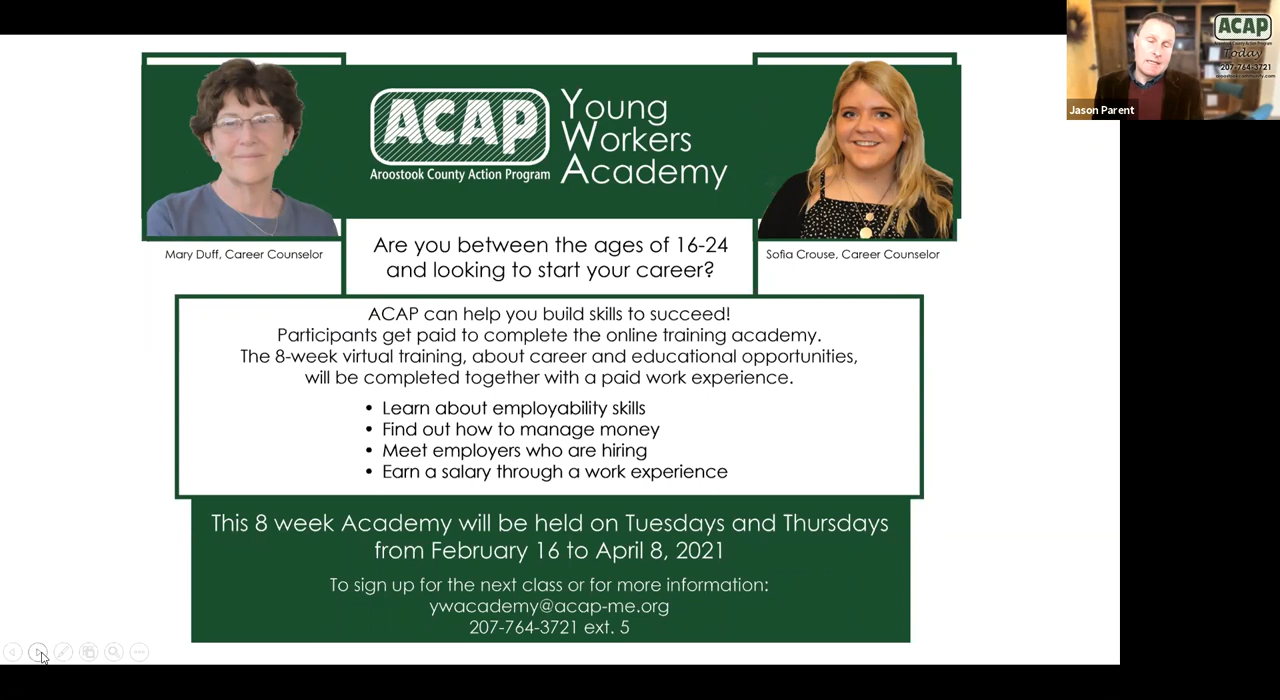 ACAP
Aroostook County Action Program
Young
Workers
Academy
Mary Duff, Career Counselor
Sofia Crouse, Career Counselor
Are you between the ages of 16-24
and looking to start your career?
ACAP can help you build skills to succeed!
Participants get paid to complete the online training academy.
The 8-week virtual training, about career and educational opportunities,
will be completed together with a paid work experience.
• Learn about employability skills
• Find out how to manage money
• Meet employers who are hiring
• Earn a salary through a work experience
This 8 week Academy will be held on Tuesdays and Thursdays
from February 16 to April 8, 2021
To sign up for the next class or for more information:
ywacademy@acap-me.org
207-764-3721 ext. 5
ACAP
Aroostook County Action Program
Today
207-764-3721
Jason Parent